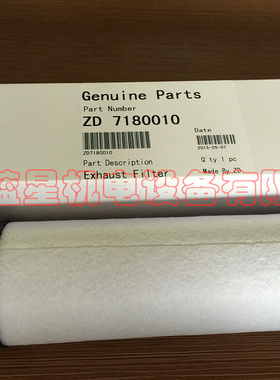 Genuine Parts
Part Number
ZD 7180010
Date
ZD7180010
2015-05-07
Part Description
Q'ty 1 pc
Exhaust Filter
Made By ZD
蓝星机电设备有限